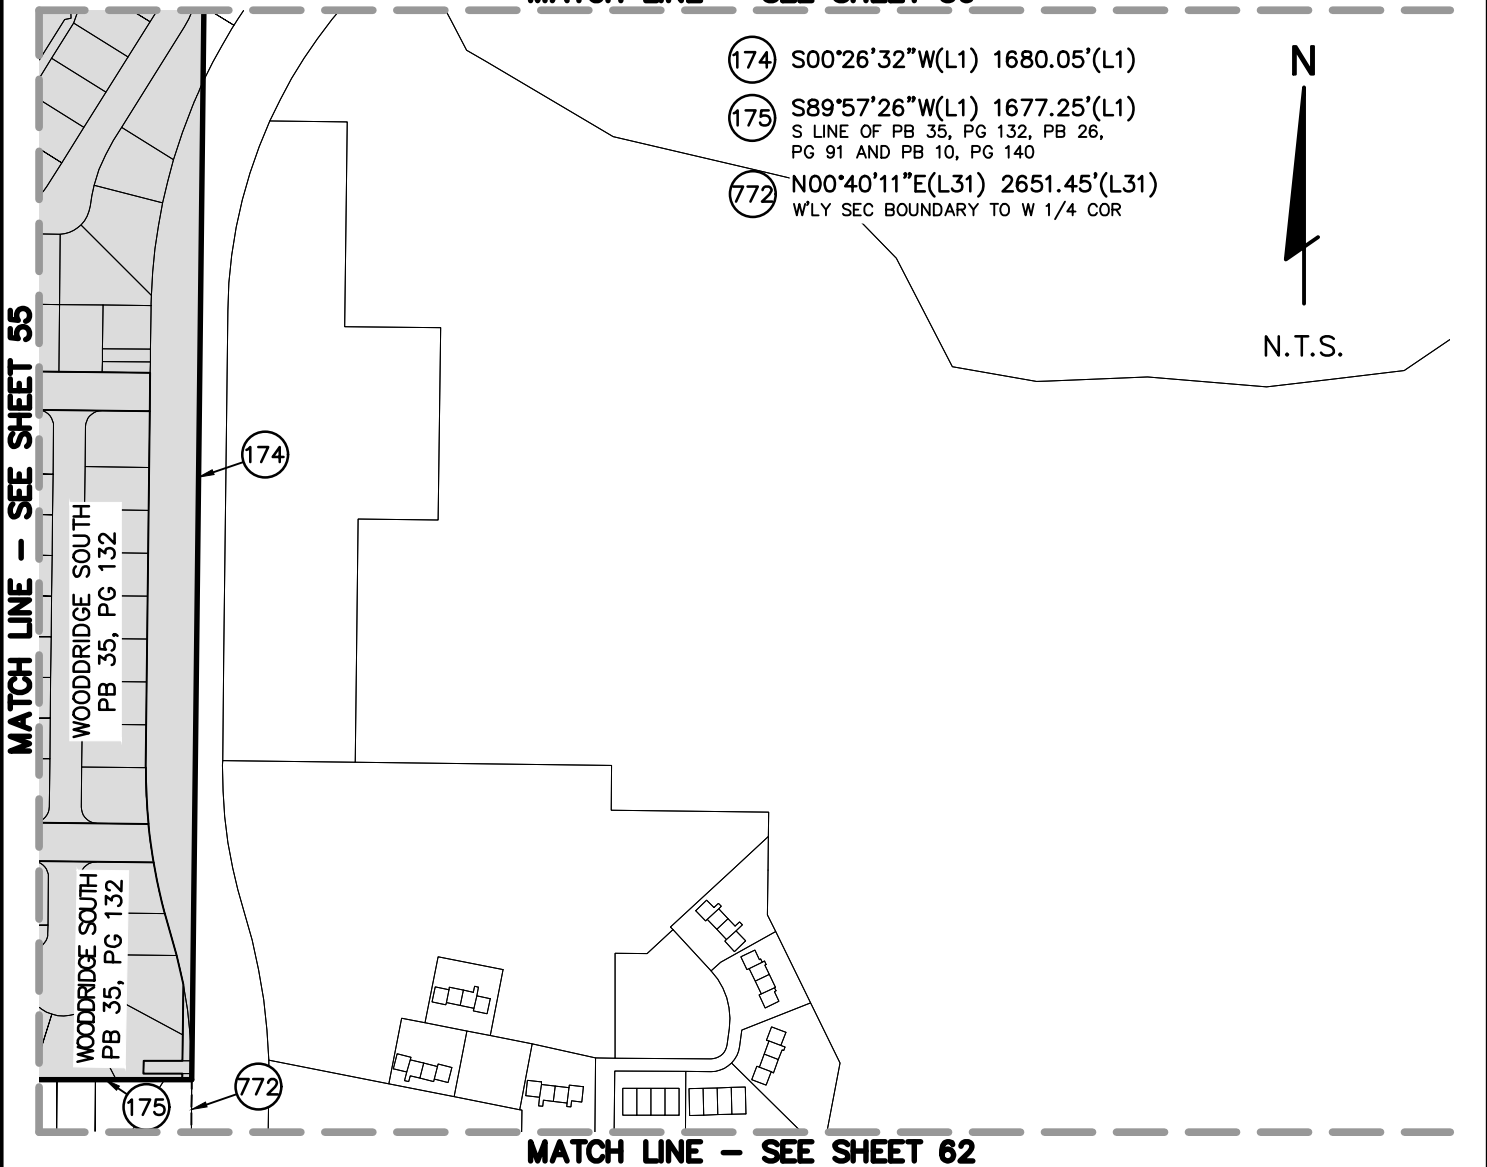 174 S00°26'32"W(L1) 1680.05'(L1)
175 S89°57'26"W(L1) 1677.25'(L1)
S LINE OF PB 35, PG 132, PB 26,
PG 91 AND PB 10, PG 140
772 N00°40'11"E(L31) 2651.45'(L31)
W'LY SEC BOUNDARY TO W 1/4 COR
N
N.T.S.
MATCH LINE - SEE SHEET 55
174
WOODDRIDGE SOUTH
PB 35, PG 132
WOODDRIDGE SOUTH
PB 35, PG 132
772
175
MATCH LINE - SEE SHEET 62